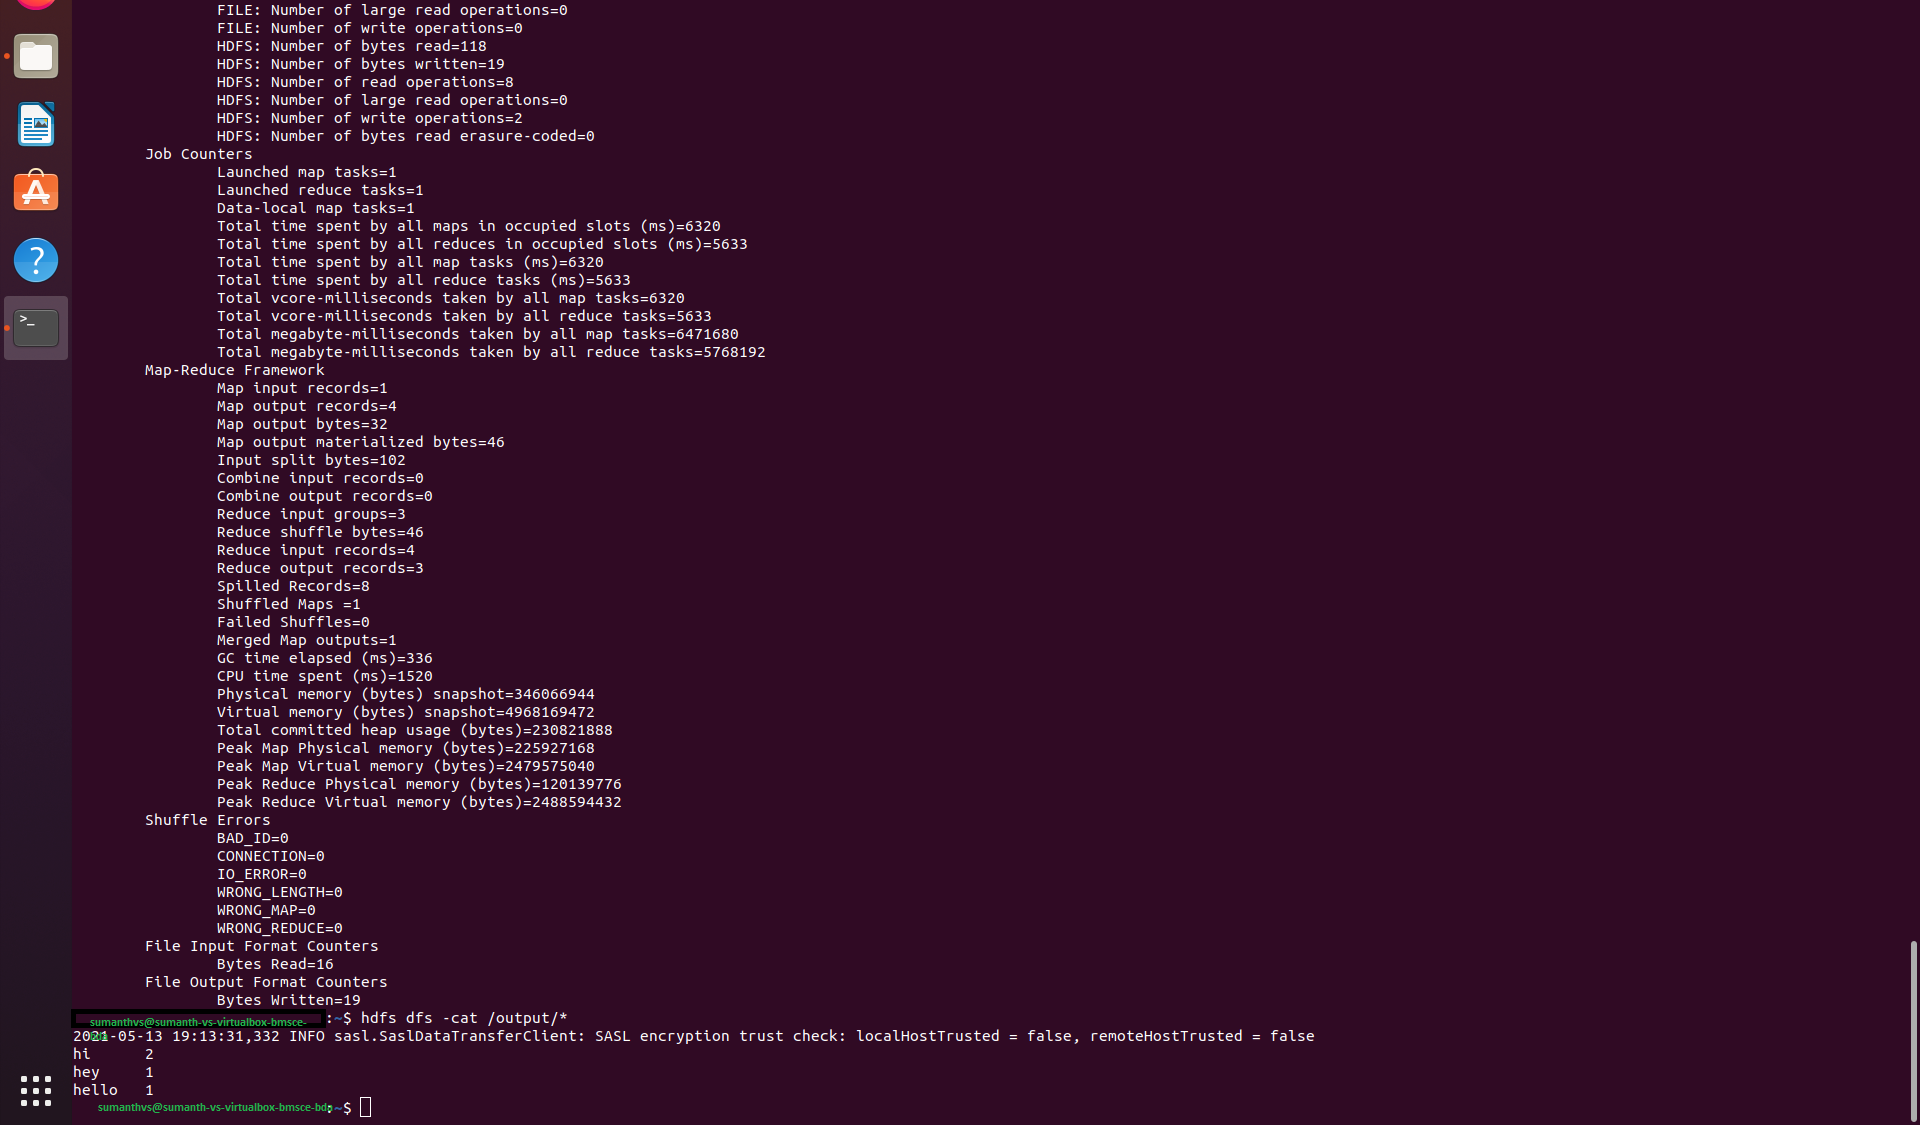 FILE: Number of large read operations=0
FILE: Number of write operations=0
HDFS: Number of bytes read=118
HDFS: Number of bytes written=19
HDFS: Number of read operations=8
HDFS: Number of large read operations=0
HDFS: Number of write operations=2
HDFS: Number of bytes read erasure-coded=0
Job Counters
Launched map tasks=1
Launched reduce tasks=1
Data-local map tasks=1
Total time spent by all maps in occupied slots (ms)=6320
Total time spent by all reduces in occupied slots (ms)=5633
Total time spent by all map tasks (ms)=6320
Total time spent by all reduce tasks (ms)=5633
Total vcore-milliseconds taken by all map tasks=6320
Total vcore-milliseconds taken by all reduce tasks=5633
Total megabyte-milliseconds taken by all map tasks=6471680
Total megabyte-milliseconds taken by all reduce tasks=5768192
Map-Reduce Framework
Map input records=1
Map output records=4
Map output bytes=32
Map output materialized bytes=46
Input split bytes=102
Combine input records=0
Combine output records=0
Reduce input groups=3
Reduce shuffle bytes=46
Reduce input records=4
Reduce output records=3
Spilled Records=8
Shuffled Maps =1
Failed Shuffles=0
Merged Map outputs=1
GC time elapsed (ms)=336
CPU time spent (ms)=1520
Physical memory (bytes) snapshot=346066944
Virtual memory (bytes) snapshot=4968169472
Total committed heap usage (bytes)=230821888
Peak Map Physical memory (bytes)=225927168
Peak Map Virtual memory (bytes)=2479575040
Peak Reduce Physical memory (bytes)=120139776
Peak Reduce Virtual memory (bytes)=2488594432
Shuffle Errors
BAD_ID=0
CONNECTION=0
IO_ERROR=0
WRONG_LENGTH=0
WRONG_MAP=0
WRONG_REDUCE=0
File Input Format Counters
Bytes Read=16
File Output Format Counters
Bytes Written=19
sumanthvs@sumanth-vs-virtualbox-bmsce-:~$ hdfs dfs -cat /output/*
2021-05-13 19:13:31,332 INFO sasl.SaslDataTransferClient: SASL encryption trust check: localHostTrusted = false, remoteHostTrusted = false
hi 2
hey 1
hello 1
sumanthvs@sumanth-vs-virtualbox-bmsce-bda:~$